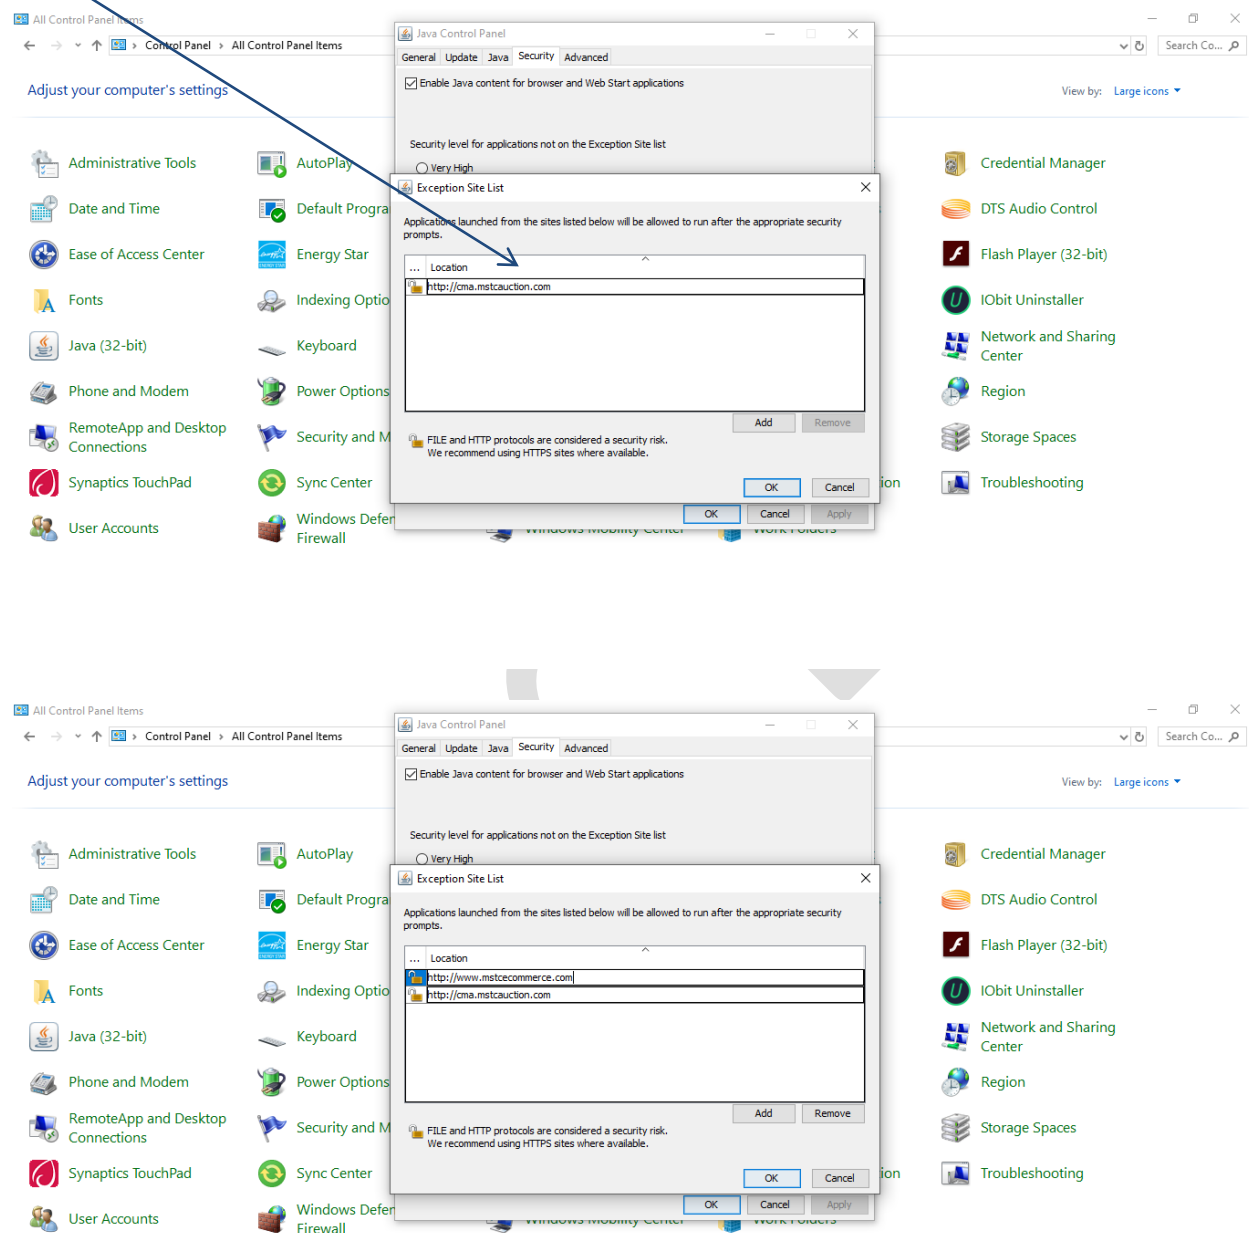 All Control Panel Items
Control Panel › All Control Panel Items
Search Co...
Adjust your computer's settings
View by: Large icons
Java Control Panel
General Update Java Security Advanced
Enable Java content for browser and Web Start applications
Security level for applications not on the Exception Site list
Very High
Exception Site List
Applications launched from the sites listed below will be allowed to run after the appropriate security
prompts.
... Location
http://cma.mstcauction.com
Add Remove
FILE and HTTP protocols are considered a security risk.
We recommend using HTTPS sites where available.
OK Cancel
OK Cancel Apply
Administrative Tools
AutoPlay
Credential Manager
Date and Time
Default Progra
DTS Audio Control
Ease of Access Center
Energy Star
Flash Player (32-bit)
Fonts
Indexing Optio
IObit Uninstaller
Java (32-bit)
Keyboard
Network and Sharing
Center
Phone and Modem
Power Options
Region
RemoteApp and Desktop
Connections
Security and M
Storage Spaces
Synaptics TouchPad
Sync Center
ion
Troubleshooting
User Accounts
Windows Defen
Firewall
Windows Mobility Center
Work Folders
All Control Panel Items
Control Panel › All Control Panel Items
Search Co...
Adjust your computer's settings
View by: Large icons
Java Control Panel
General Update Java Security Advanced
Enable Java content for browser and Web Start applications
Security level for applications not on the Exception Site list
Very High
Exception Site List
Applications launched from the sites listed below will be allowed to run after the appropriate security
prompts.
... Location
http://www.mstcecommerce.com
http://cma.mstcauction.com
Add Remove
FILE and HTTP protocols are considered a security risk.
We recommend using HTTPS sites where available.
OK Cancel
OK Cancel Apply
Administrative Tools
AutoPlay
Credential Manager
Date and Time
Default Progra
DTS Audio Control
Ease of Access Center
Energy Star
Flash Player (32-bit)
Fonts
Indexing Optio
IObit Uninstaller
Java (32-bit)
Keyboard
Network and Sharing
Center
Phone and Modem
Power Options
Region
RemoteApp and Desktop
Connections
Security and M
Storage Spaces
Synaptics TouchPad
Sync Center
ion
Troubleshooting
User Accounts
Windows Defen
Firewall
Windows Mobility Center
Work Folders